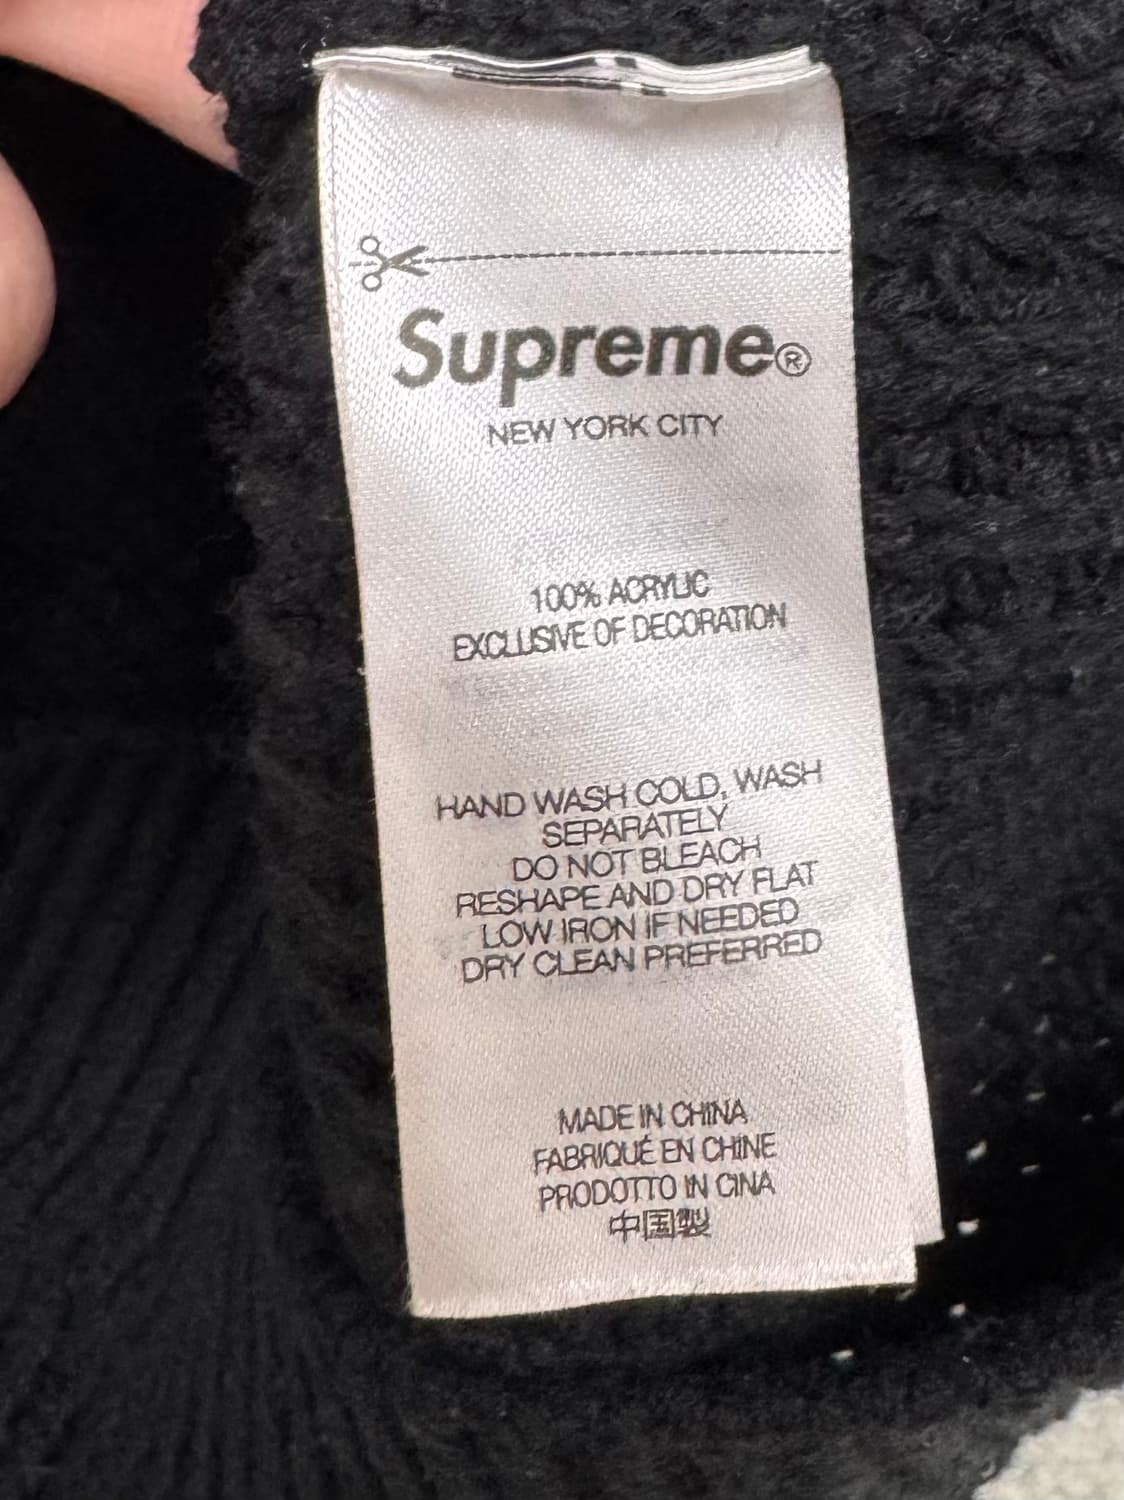 Supreme®
NEW YORK CITY
100% ACRYLIC
EXCLUSIVE OF DECORATION
HAND WASH COLD, WASH
SEPARATELY
DO NOT BLEACH
RESHAPE AND DRY FLAT
LOW IRON IF NEEDED
DRY CLEAN PREFERRED
MADE IN CHINA
FABRIQUÉ EN CHINE
PRODOTTO IN CINA
中国製